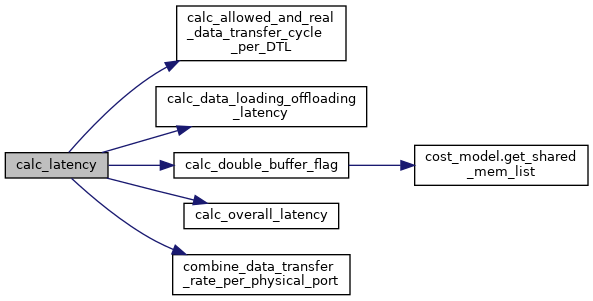 calc_allowed_and_real
_data_transfer_cycle
_per_DTL
calc_data_loading_offloading
_latency
calc_latency
calc_double_buffer_flag
cost_model.get_shared
_mem_list
calc_overall_latency
combine_data_transfer
_rate_per_physical_port